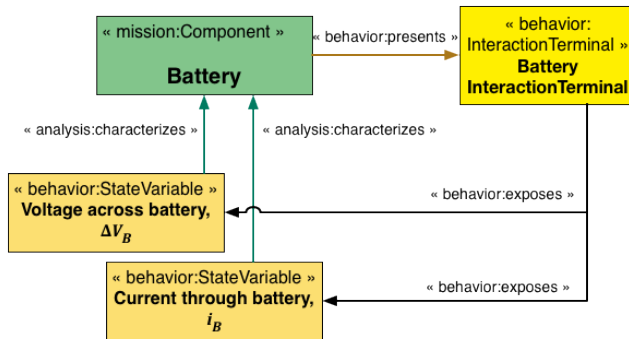 « mission:Component »
Battery
« behavior:presents »
« behavior:
InteractionTerminal »
Battery
InteractionTerminal
« analysis:characterizes »
« analysis:characterizes »
« behavior:StateVariable »
Voltage across battery,
ΔV_B
« behavior:exposes »
« behavior:StateVariable »
Current through battery,
i_B
« behavior:exposes »